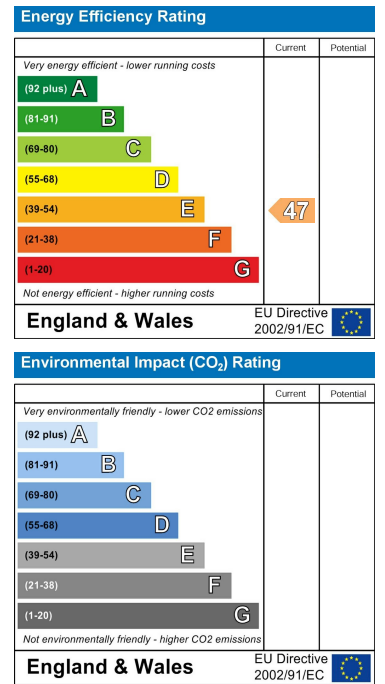 Energy Efficiency Rating
Current Potential
Very energy efficient - lower running costs
(92 plus) A
(81-91) B
(69-80) C
(55-68) D
(39-54) E
47
(21-38) F
(1-20) G
Not energy efficient - higher running costs
England & Wales
EU Directive
2002/91/EC
Environmental Impact (CO₂) Rating
Current Potential
Very environmentally friendly - lower CO2 emissions
(92 plus) A
(81-91) B
(69-80) C
(55-68) D
(39-54) E
(21-38) F
(1-20) G
Not environmentally friendly - higher CO2 emissions
England & Wales
EU Directive
2002/91/EC